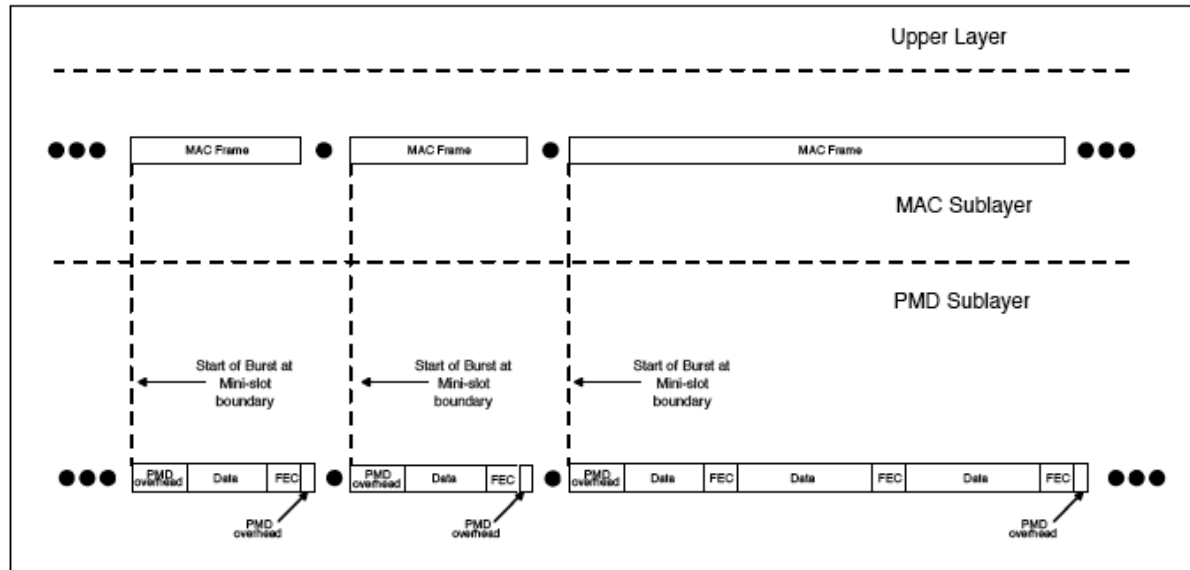 Upper Layer
MAC Frame
MAC Frame
MAC Frame
MAC Sublayer
PMD Sublayer
Start of Burst at
Mini-slot
boundary
Start of Burst at
Mini-slot
boundary
Start of Burst at
Mini-slot
boundary
PMD
overhead
Data
FEC
PMD
overhead
Data
FEC
PMD
overhead
Data
FEC
Data
FEC
Data
FEC
PMD
overhead
PMD
overhead
PMD
overhead